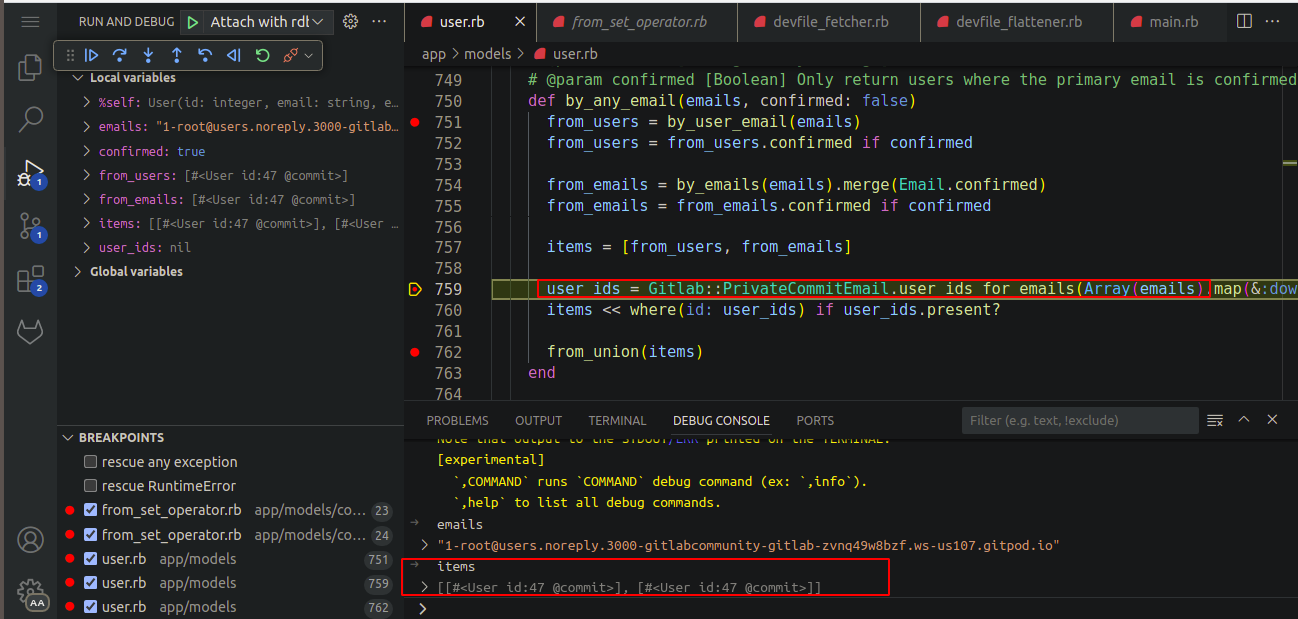 RUN AND DEBUG
Attach with rdl
user.rb
from_set_operator.rb
devfile_fetcher.rb
devfile_flattener.rb
main.rb
app > models > user.rb
Local variables
%self: User(id: integer, email: string, e…
emails: "1-root@users.noreply.3000-gitlab…
confirmed: true
from_users: [#<User id:47 @commit>]
from_emails: [#<User id:47 @commit>]
items: [[#<User id:47 @commit>], [#<User …
user_ids: nil
Global variables
1
1
2
AA
749 # @param confirmed [Boolean] Only return users where the primary email is confirmed
750 def by_any_email(emails, confirmed: false)
751 from_users = by_user_email(emails)
752 from_users = from_users.confirmed if confirmed
753
754 from_emails = by_emails(emails).merge(Email.confirmed)
755 from_emails = from_emails.confirmed if confirmed
756
757 items = [from_users, from_emails]
758
759 user_ids = Gitlab::PrivateCommitEmail.user_ids_for_emails(Array(emails).map(&:dow
760 items << where(id: user_ids) if user_ids.present?
761
762 from_union(items)
763 end
764
BREAKPOINTS
rescue any exception
rescue RuntimeError
from_set_operator.rb app/models/co… 23
from_set_operator.rb app/models/co… 24
user.rb app/models 751
user.rb app/models 759
user.rb app/models 762
PROBLEMS OUTPUT TERMINAL DEBUG CONSOLE PORTS
Filter (e.g. text, !exclude)
Note that output to the STDOUT/ERR printed on the TERMINAL.
[experimental]
`,COMMAND` runs `COMMAND` debug command (ex: `,info`).
`,help` to list all debug commands.
emails
"1-root@users.noreply.3000-gitlabcommunity-gitlab-zvnq49w8bzf.ws-us107.gitpod.io"
items
[[#<User id:47 @commit>], [#<User id:47 @commit>]]